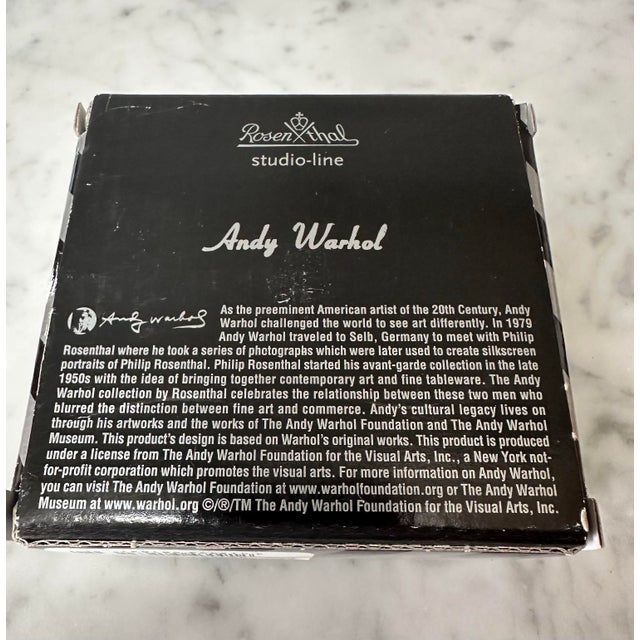 Rosenthal
studio-line
Andy Warhol
Andy Warhol
As the preeminent American artist of the 20th Century, Andy
Warhol challenged the world to see art differently. In 1979
Andy Warhol traveled to Selb, Germany to meet with Philip
Rosenthal where he took a series of photographs which were later used to create silkscreen
portraits of Philip Rosenthal. Philip Rosenthal started his avant-garde collection in the late
1950s with the idea of bringing together contemporary art and fine tableware. The Andy
Warhol collection by Rosenthal celebrates the relationship between these two men who
blurred the distinction between fine art and commerce. Andy's cultural legacy lives on
through his artworks and the works of The Andy Warhol Foundation and The Andy Warhol
Museum. This product's design is based on Warhol's original works. This product is produced
under a license from The Andy Warhol Foundation for the Visual Arts, Inc., a New York not-
for-profit corporation which promotes the visual arts. For more information on Andy Warhol,
you can visit The Andy Warhol Foundation at www.warholfoundation.org or The Andy Warhol
Museum at www.warhol.org ©/®/TM The Andy Warhol Foundation for the Visual Arts, Inc.